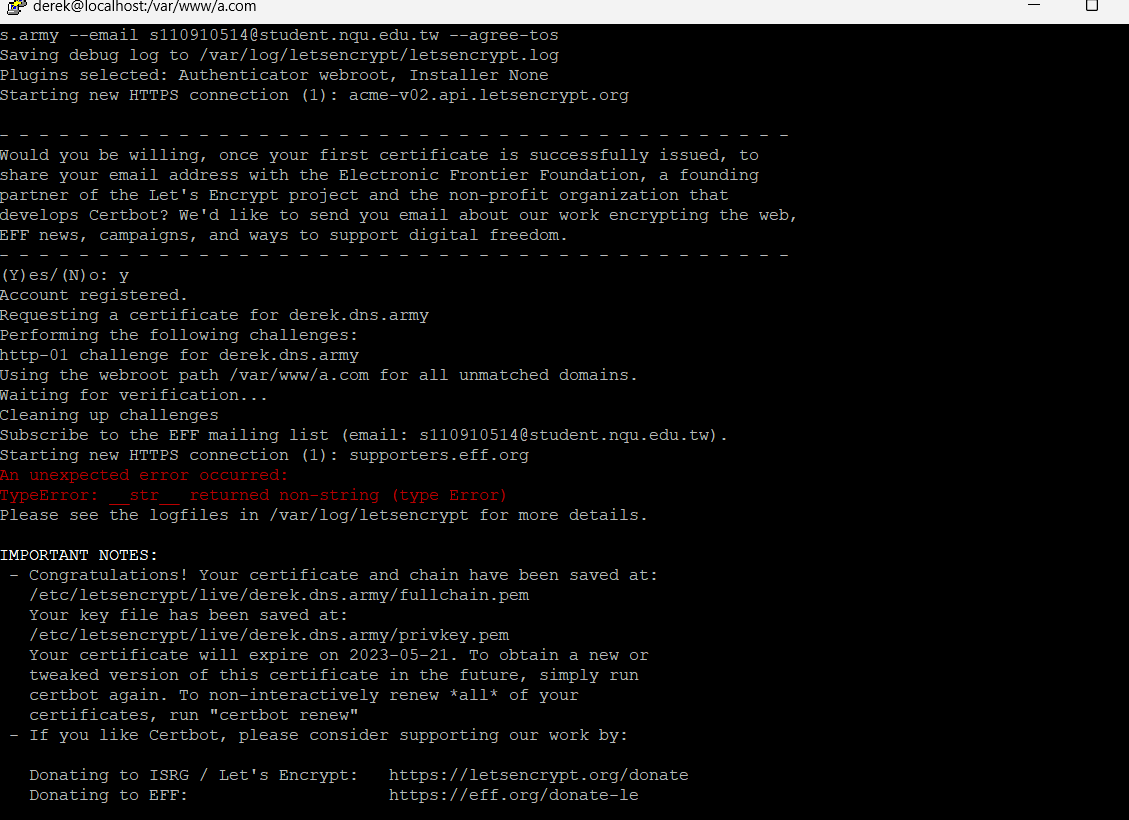 derek@localhost:/var/www/a.com
s.army --email s110910514@student.nqu.edu.tw --agree-tos
Saving debug log to /var/log/letsencrypt/letsencrypt.log
Plugins selected: Authenticator webroot, Installer None
Starting new HTTPS connection (1): acme-v02.api.letsencrypt.org
- - - - - - - - - - - - - - - - - - - - - - - - - - - - - - - - - - - - - - - -
Would you be willing, once your first certificate is successfully issued, to
share your email address with the Electronic Frontier Foundation, a founding
partner of the Let's Encrypt project and the non-profit organization that
develops Certbot? We'd like to send you email about our work encrypting the web,
EFF news, campaigns, and ways to support digital freedom.
- - - - - - - - - - - - - - - - - - - - - - - - - - - - - - - - - - - - - - - -
(Y)es/(N)o: y
Account registered.
Requesting a certificate for derek.dns.army
Performing the following challenges:
http-01 challenge for derek.dns.army
Using the webroot path /var/www/a.com for all unmatched domains.
Waiting for verification...
Cleaning up challenges
Subscribe to the EFF mailing list (email: s110910514@student.nqu.edu.tw).
Starting new HTTPS connection (1): supporters.eff.org
An unexpected error occurred:
TypeError: __str__ returned non-string (type Error)
Please see the logfiles in /var/log/letsencrypt for more details.
IMPORTANT NOTES:
- Congratulations! Your certificate and chain have been saved at:
/etc/letsencrypt/live/derek.dns.army/fullchain.pem
Your key file has been saved at:
/etc/letsencrypt/live/derek.dns.army/privkey.pem
Your certificate will expire on 2023-05-21. To obtain a new or
tweaked version of this certificate in the future, simply run
certbot again. To non-interactively renew *all* of your
certificates, run "certbot renew"
- If you like Certbot, please consider supporting our work by:
Donating to ISRG / Let's Encrypt:   https://letsencrypt.org/donate
Donating to EFF:                    https://eff.org/donate-le